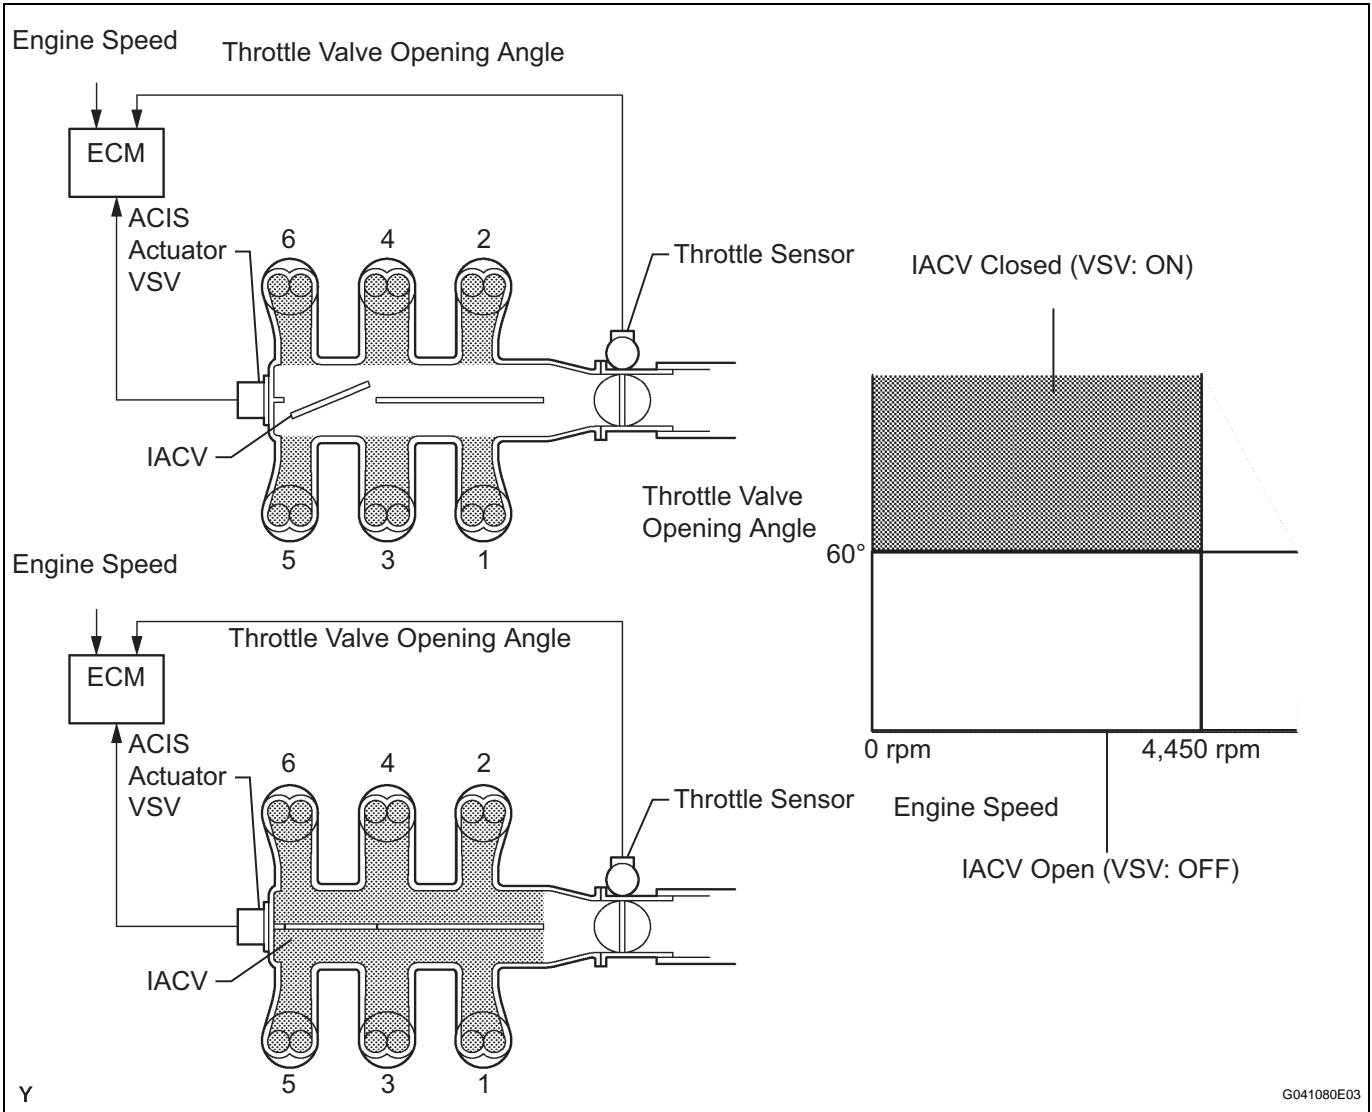 Engine Speed
Throttle Valve Opening Angle
ECM
ACIS
Actuator
VSV
6
4
2
Throttle Sensor
IACV
5
3
1
Engine Speed
Throttle Valve Opening Angle
ECM
ACIS
Actuator
VSV
6
4
2
Throttle Sensor
IACV
5
3
1
IACV Closed (VSV: ON)
Throttle Valve
Opening Angle
60°
0 rpm
4,450 rpm
Engine Speed
IACV Open (VSV: OFF)
Y
G041080E03